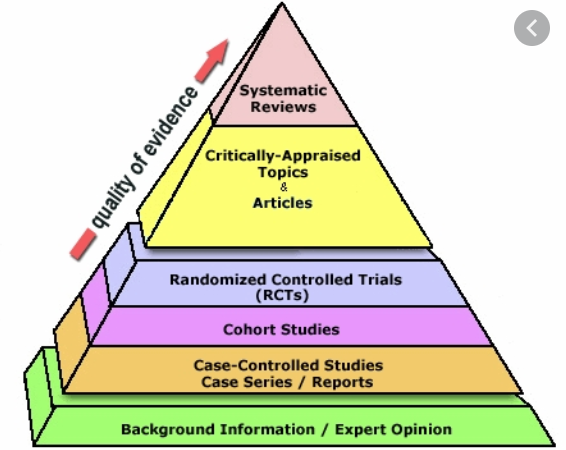 quality of evidence
Systematic
Reviews
Critically-Appraised
Topics
&
Articles
Randomized Controlled Trials
(RCTs)
Cohort Studies
Case-Controlled Studies
Case Series / Reports
Background Information / Expert Opinion